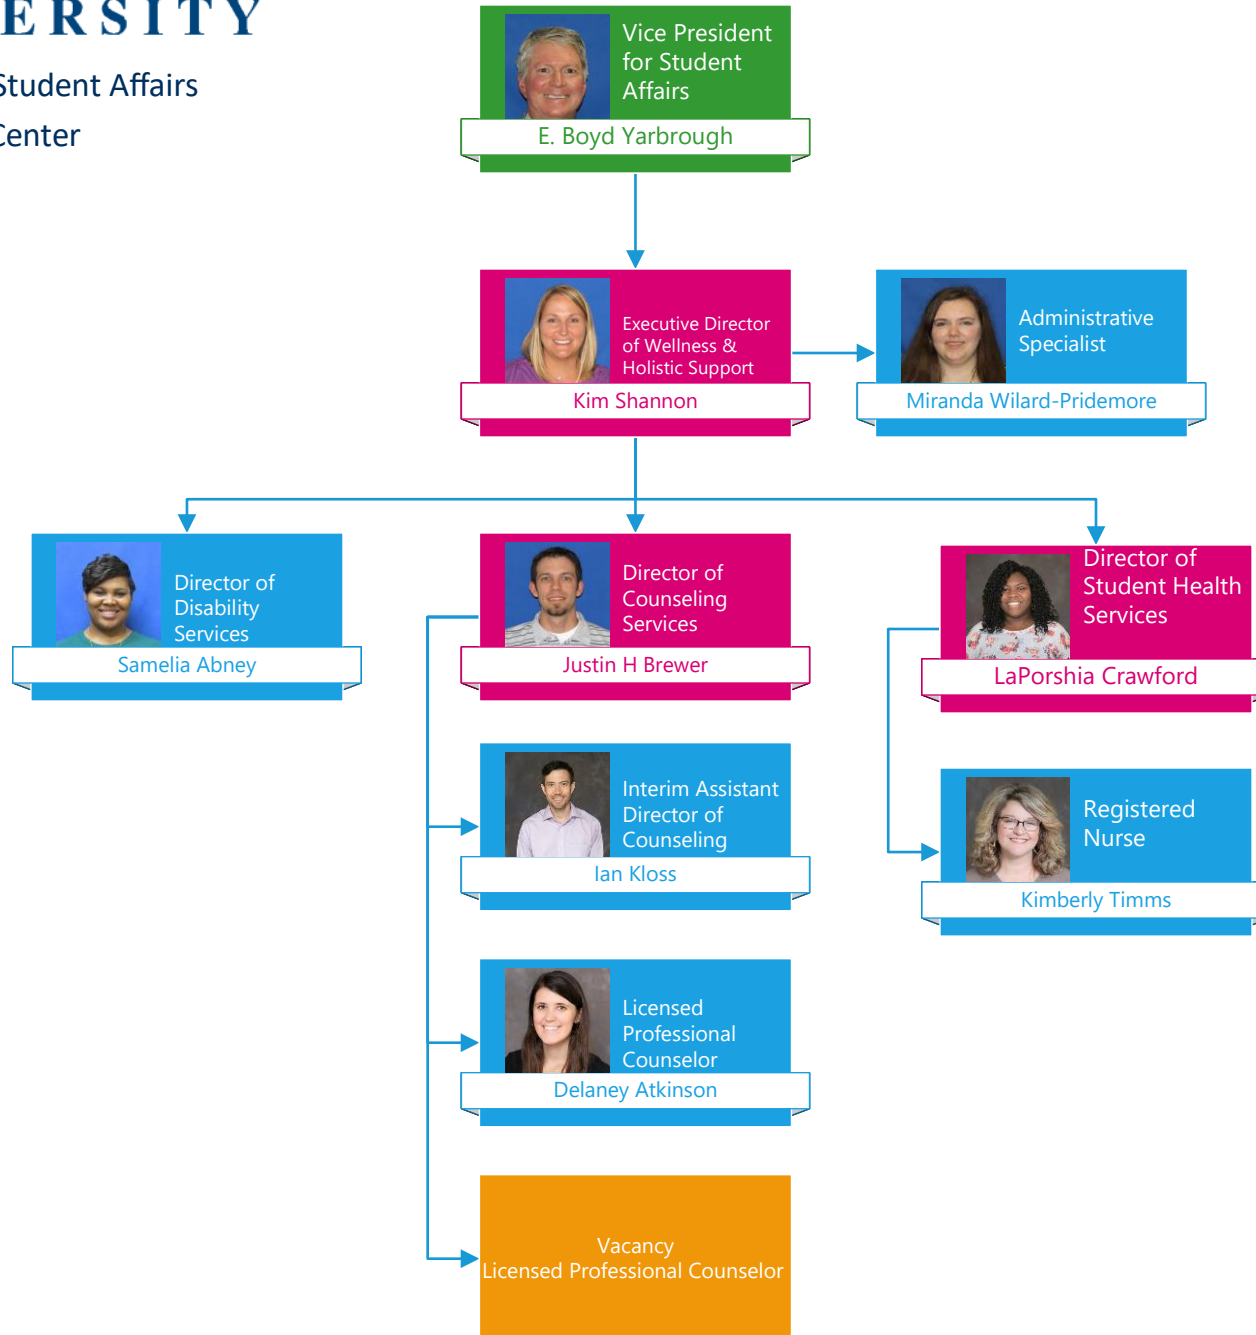 ERSITY
Student Affairs
Center
Vice President
for Student
Affairs
E. Boyd Yarbrough
Executive Director
of Wellness &
Holistic Support
Kim Shannon
Administrative
Specialist
Miranda Wilard-Pridemore
Director of
Disability
Services
Samelia Abney
Director of
Counseling
Services
Justin H Brewer
Director of
Student Health
Services
LaPorshia Crawford
Interim Assistant
Director of
Counseling
Ian Kloss
Registered
Nurse
Kimberly Timms
Licensed
Professional
Counselor
Delaney Atkinson
Vacancy
Licensed Professional Counselor